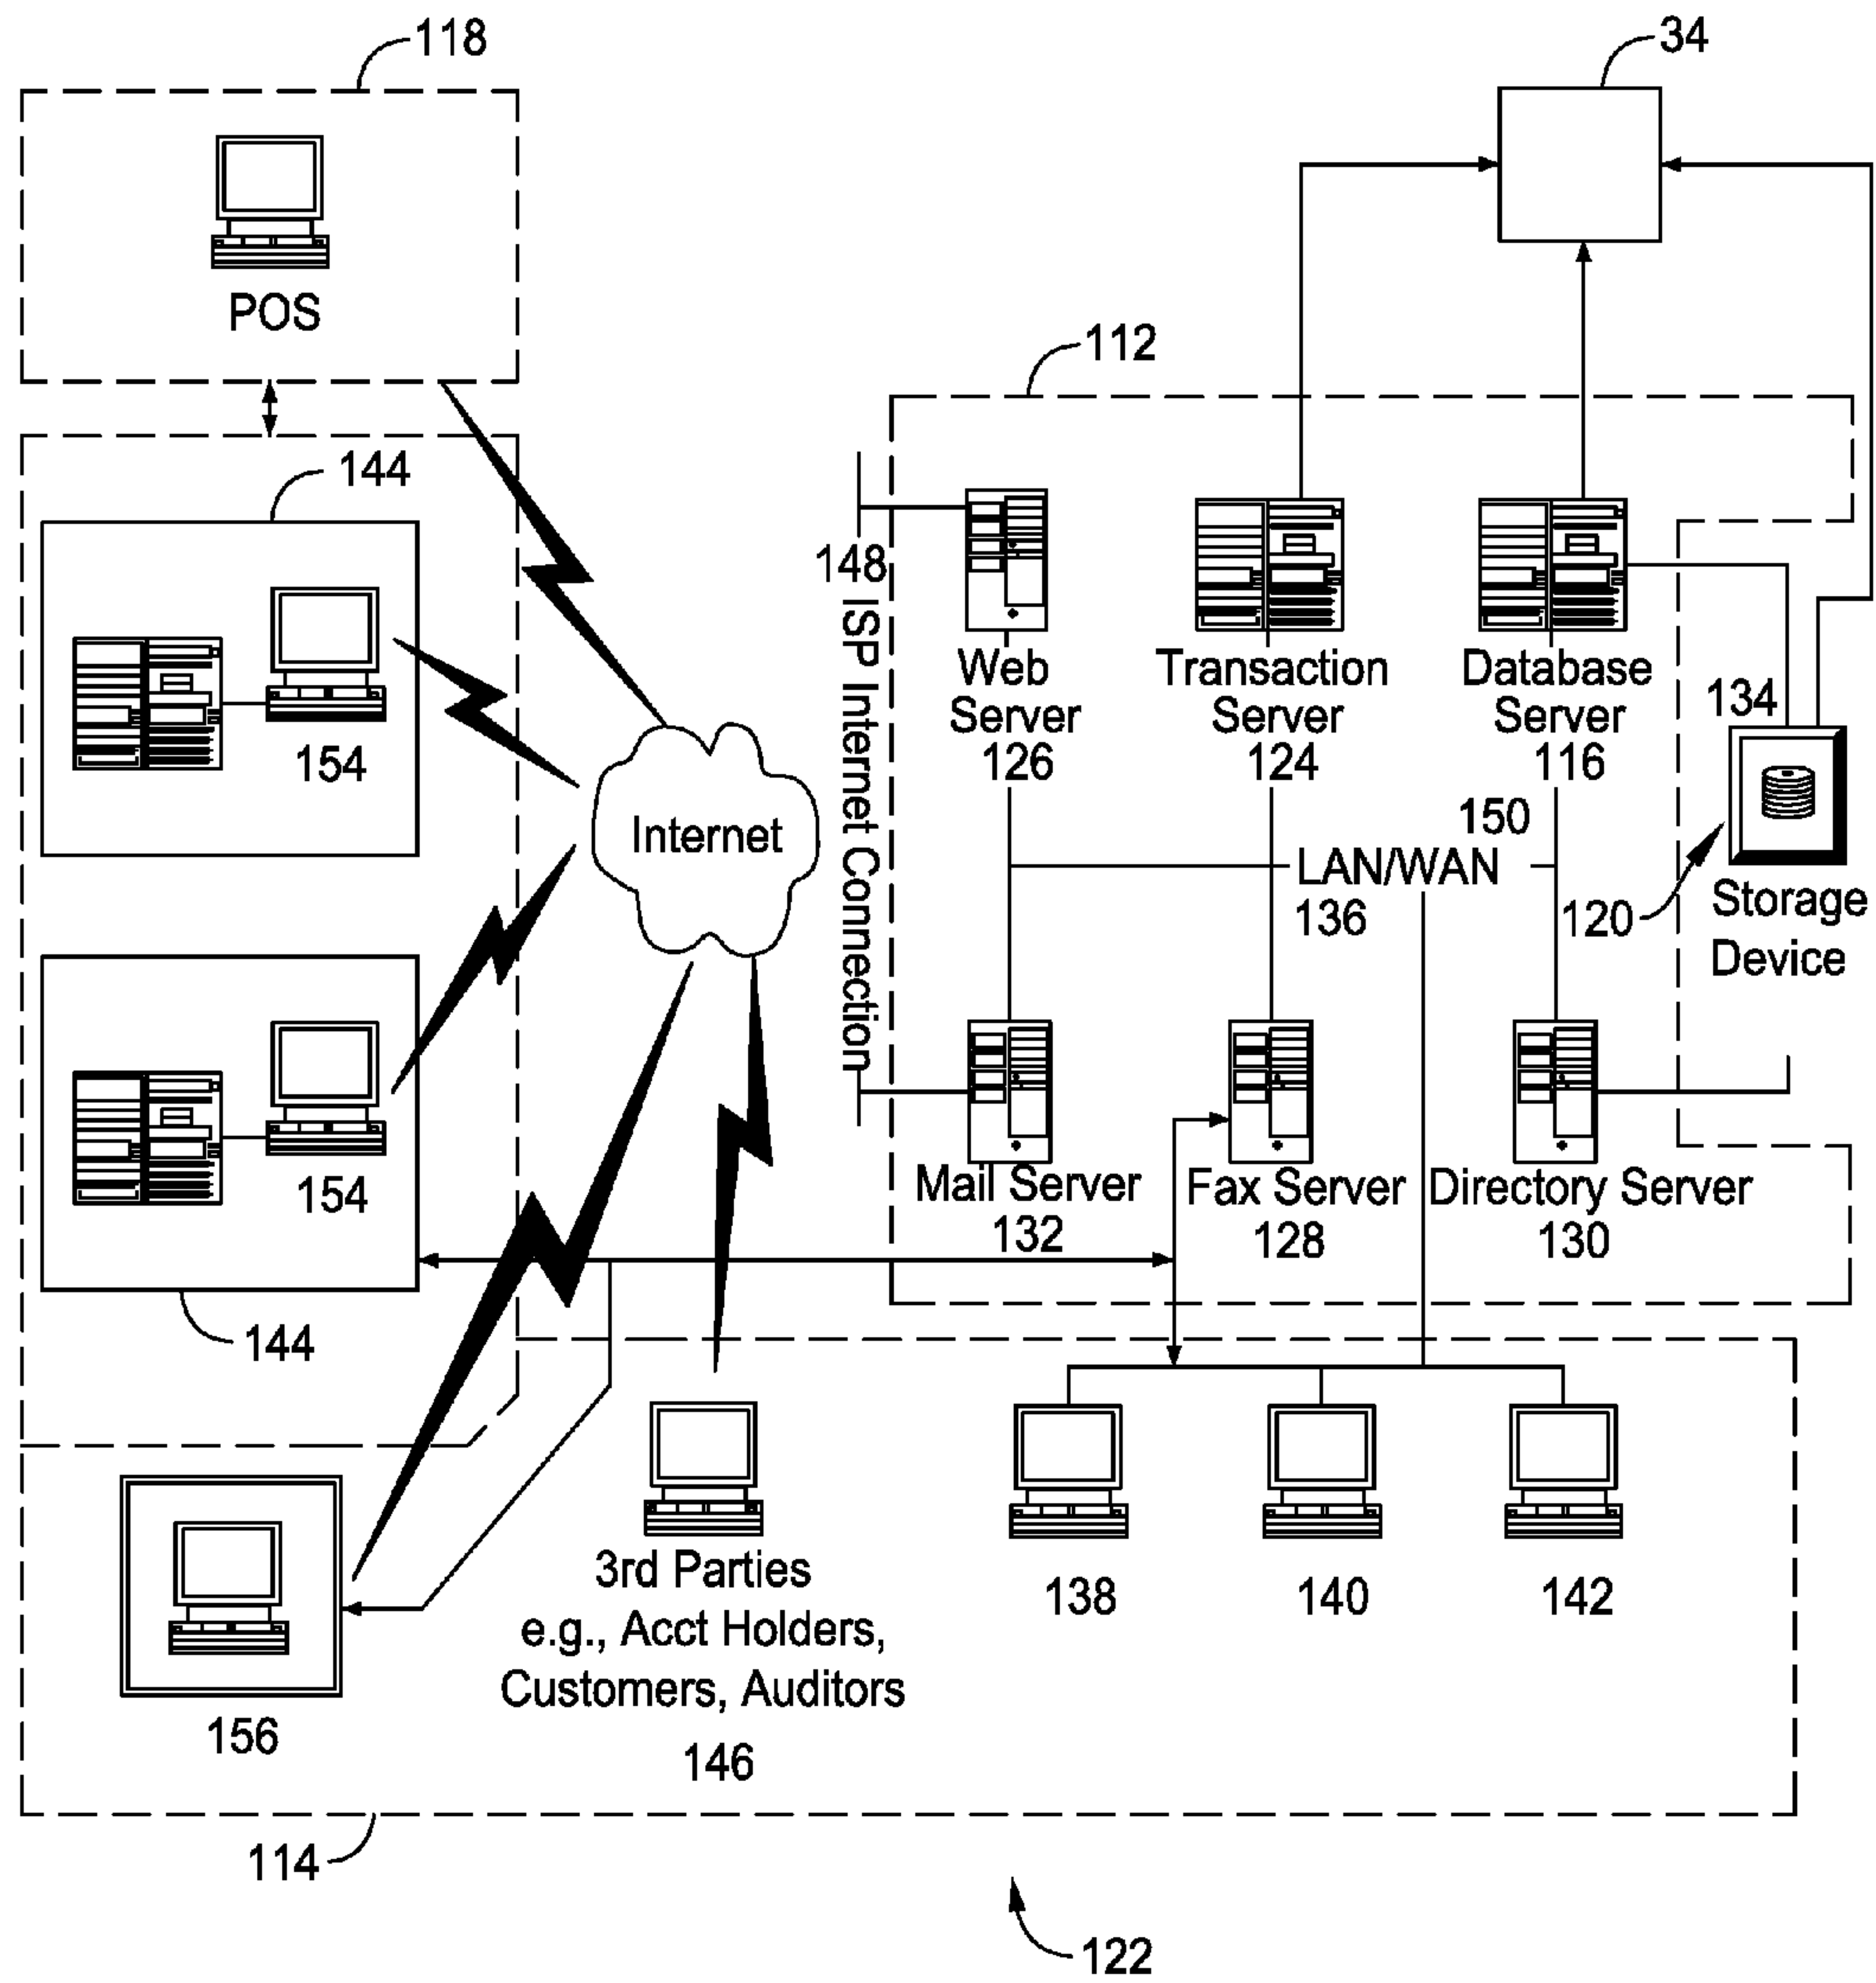 118
34
POS
112
144
148 ISP Internet Connection
154
Web
Server
126
Transaction
Server
124
Database
Server
116
134
Internet
150
LAN/WAN
136
120
Storage
Device
154
144
Mail Server
132
Fax Server
128
Directory Server
130
156
3rd Parties
e.g., Acct Holders,
Customers, Auditors
146
138
140
142
114
122